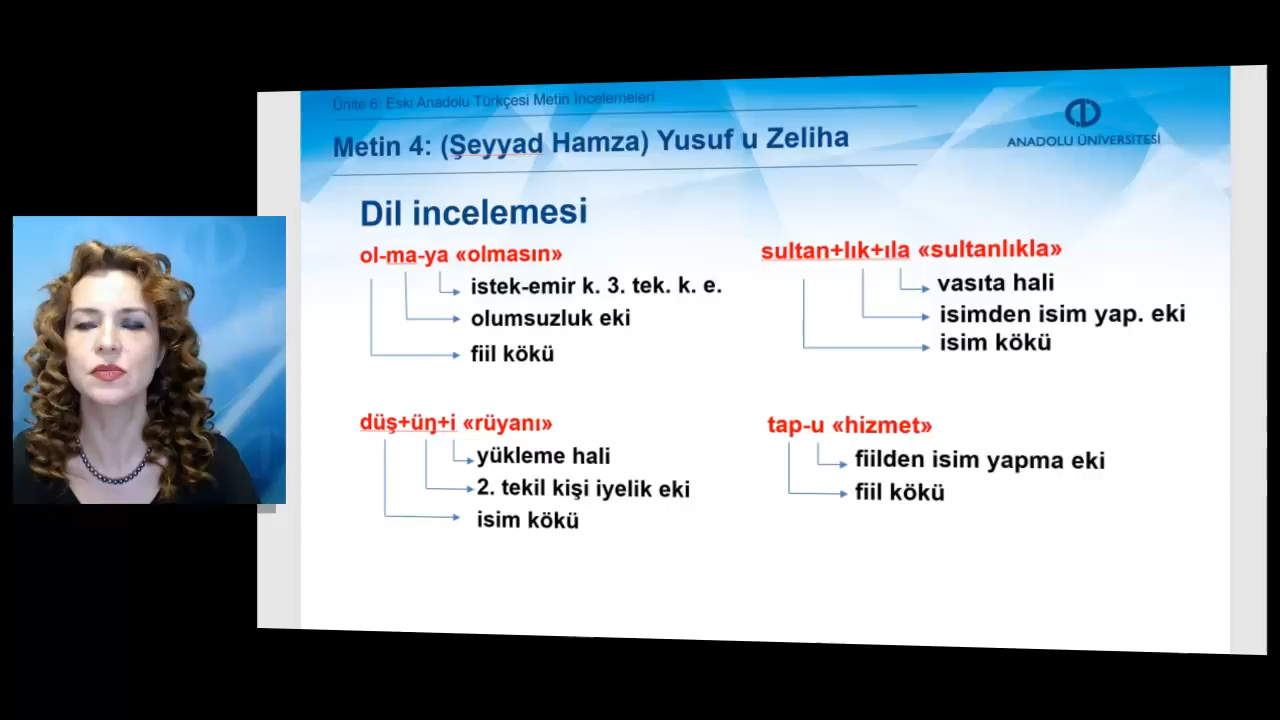 Ünite 6: Eski Anadolu Türkçesi Metin İncelemeleri
Metin 4: (Şeyyad Hamza) Yusuf u Zeliha
ANADOLU ÜNİVERSİTESİ
Dil incelemesi
ol-ma-ya «olmasın»
istek-emir k. 3. tek. k. e.
olumsuzluk eki
fiil kökü
sultan+lık+ıla «sultanlıkla»
vasıta hali
isimden isim yap. eki
isim kökü
düş+üŋ+i «rüyanı»
yükleme hali
2. tekil kişi iyelik eki
isim kökü
tap-u «hizmet»
fiilden isim yapma eki
fiil kökü